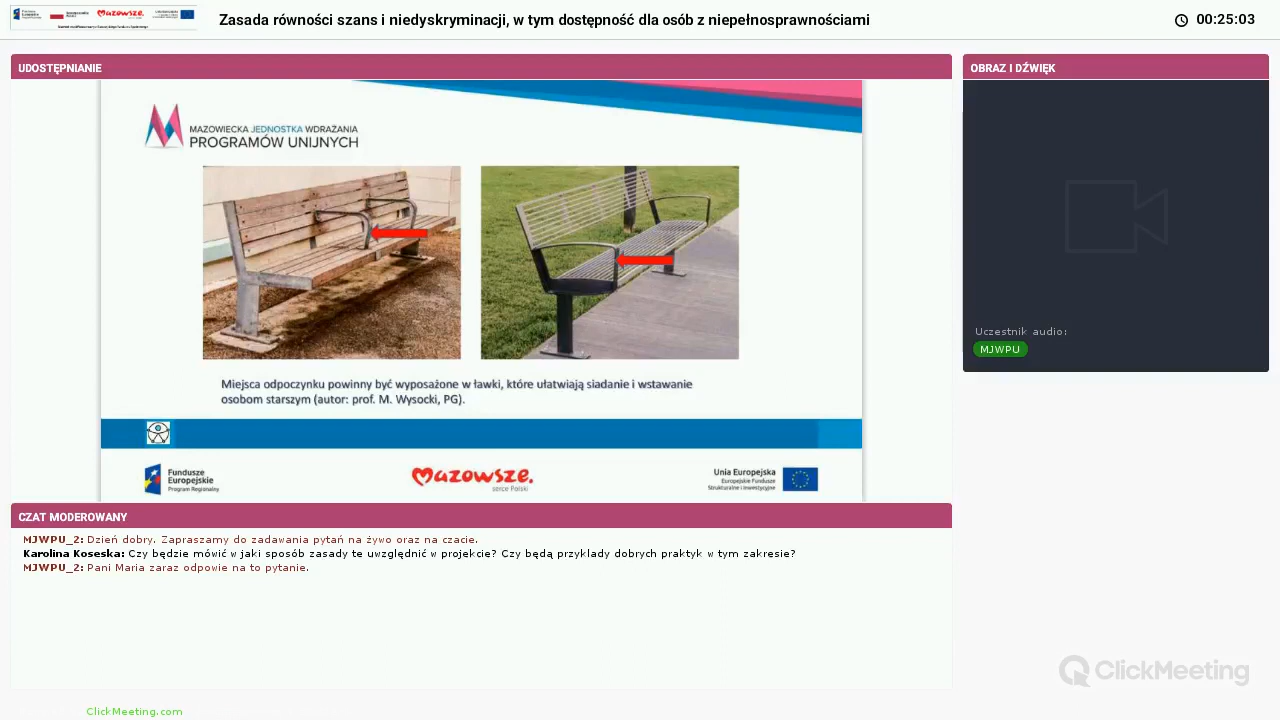 Fundusze Europejskie
mazowsze.
Zasada równości szans i niedyskryminacji, w tym dostępność dla osób z niepełnosprawnościami
00:25:03
UDOSTĘPNIANIE
OBRAZ I DŹWIĘK
MAZOWIECKA JEDNOSTKA WDRAŻANIA
PROGRAMÓW UNIJNYCH
Miejsca odpoczynku powinny być wyposażone w ławki, które ułatwiają siadanie i wstawanie
osobom starszym (autor: prof. M. Wysocki, PG).
Fundusze
Europejskie
Program Regionalny
mazowsze.
serce Polski
Unia Europejska
Europejskie Fundusze
Strukturalne i Inwestycyjne
Uczestnik audio:
MJWPU
CZAT MODEROWANY
MJWPU_2: Dzień dobry. Zapraszamy do zadawania pytań na żywo oraz na czacie.
Karolina Koseska: Czy będzie mówić w jaki sposób zasady te uwzględnić w projekcie? Czy będą przyklady dobrych praktyk w tym zakresie?
MJWPU_2: Pani Maria zaraz odpowie na to pytanie.
ClickMeeting
ClickMeeting.com